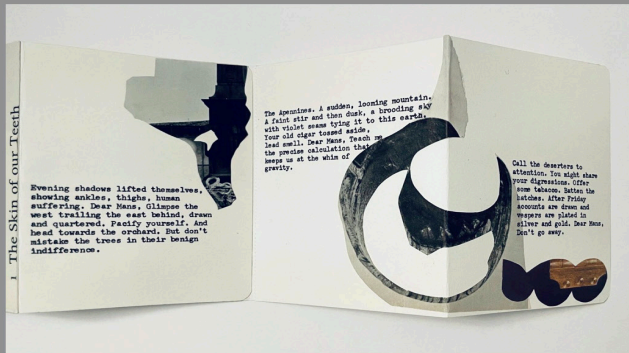 1 The Skin of our Teeth
Evening shadows lifted themselves,
showing ankles, thighs, human
suffering. Dear Mans, Glimpse the
west trailing the east behind, drawn
and quartered. Pacify yourself. And
head towards the orchard. But don't
mistake the trees in their benign
indifference.
The Apennines. A sudden, looming mountain.
A faint stir and then dusk, a brooding sky
with violet seams tying it to this earth.
Your old cigar tossed aside,
lead smell. Dear Mans, Teach me
the precise calculation that
keeps us at the whim of
gravity.
Call the deserters to
attention. You might share
your digressions. Offer
some tobacco. Batten the
hatches. After Friday
accounts are drawn and
vespers are plated in
silver and gold. Dear Mans,
Don't go away.